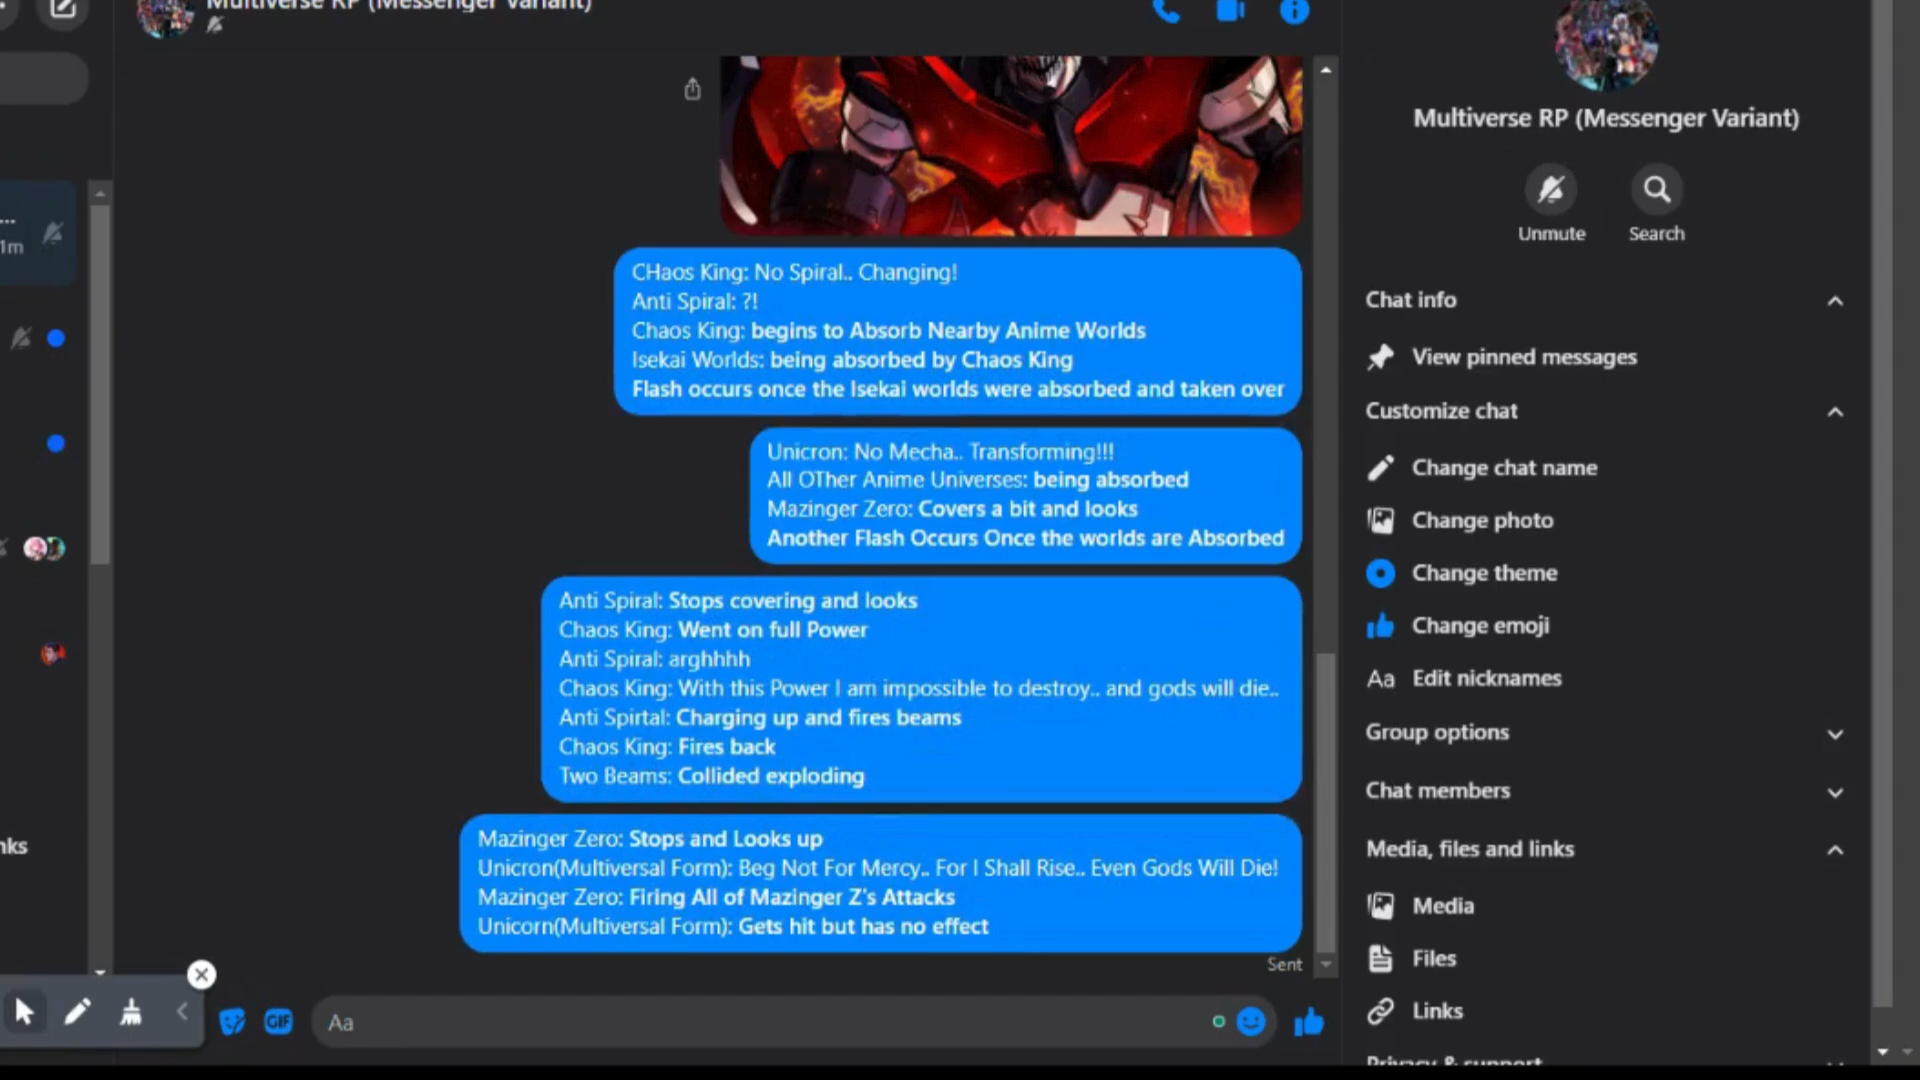 Multiverse RP (Messenger Variant)
1m
CHaos King: No Spiral.. Changing!
Anti Spiral: ?!
Chaos King: begins to Absorb Nearby Anime Worlds
Isekai Worlds: being absorbed by Chaos King
Flash occurs once the Isekai worlds were absorbed and taken over
Unicron: No Mecha.. Transforming!!!
All OTher Anime Universes: being absorbed
Mazinger Zero: Covers a bit and looks
Another Flash Occurs Once the worlds are Absorbed
Anti Spiral: Stops covering and looks
Chaos King: Went on full Power
Anti Spiral: arghhhh
Chaos King: With this Power I am impossible to destroy.. and gods will die..
Anti Spirtal: Charging up and fires beams
Chaos King: Fires back
Two Beams: Collided exploding
Mazinger Zero: Stops and Looks up
Unicron(Multiversal Form): Beg Not For Mercy.. For I Shall Rise.. Even Gods Will Die!
Mazinger Zero: Firing All of Mazinger Z's Attacks
Unicorn(Multiversal Form): Gets hit but has no effect
Sent
nks
GIF
Aa
Multiverse RP (Messenger Variant)
Unmute
Search
Chat info
View pinned messages
Customize chat
Change chat name
Change photo
Change theme
Change emoji
Aa Edit nicknames
Group options
Chat members
Media, files and links
Media
Files
Links
Privacy & support